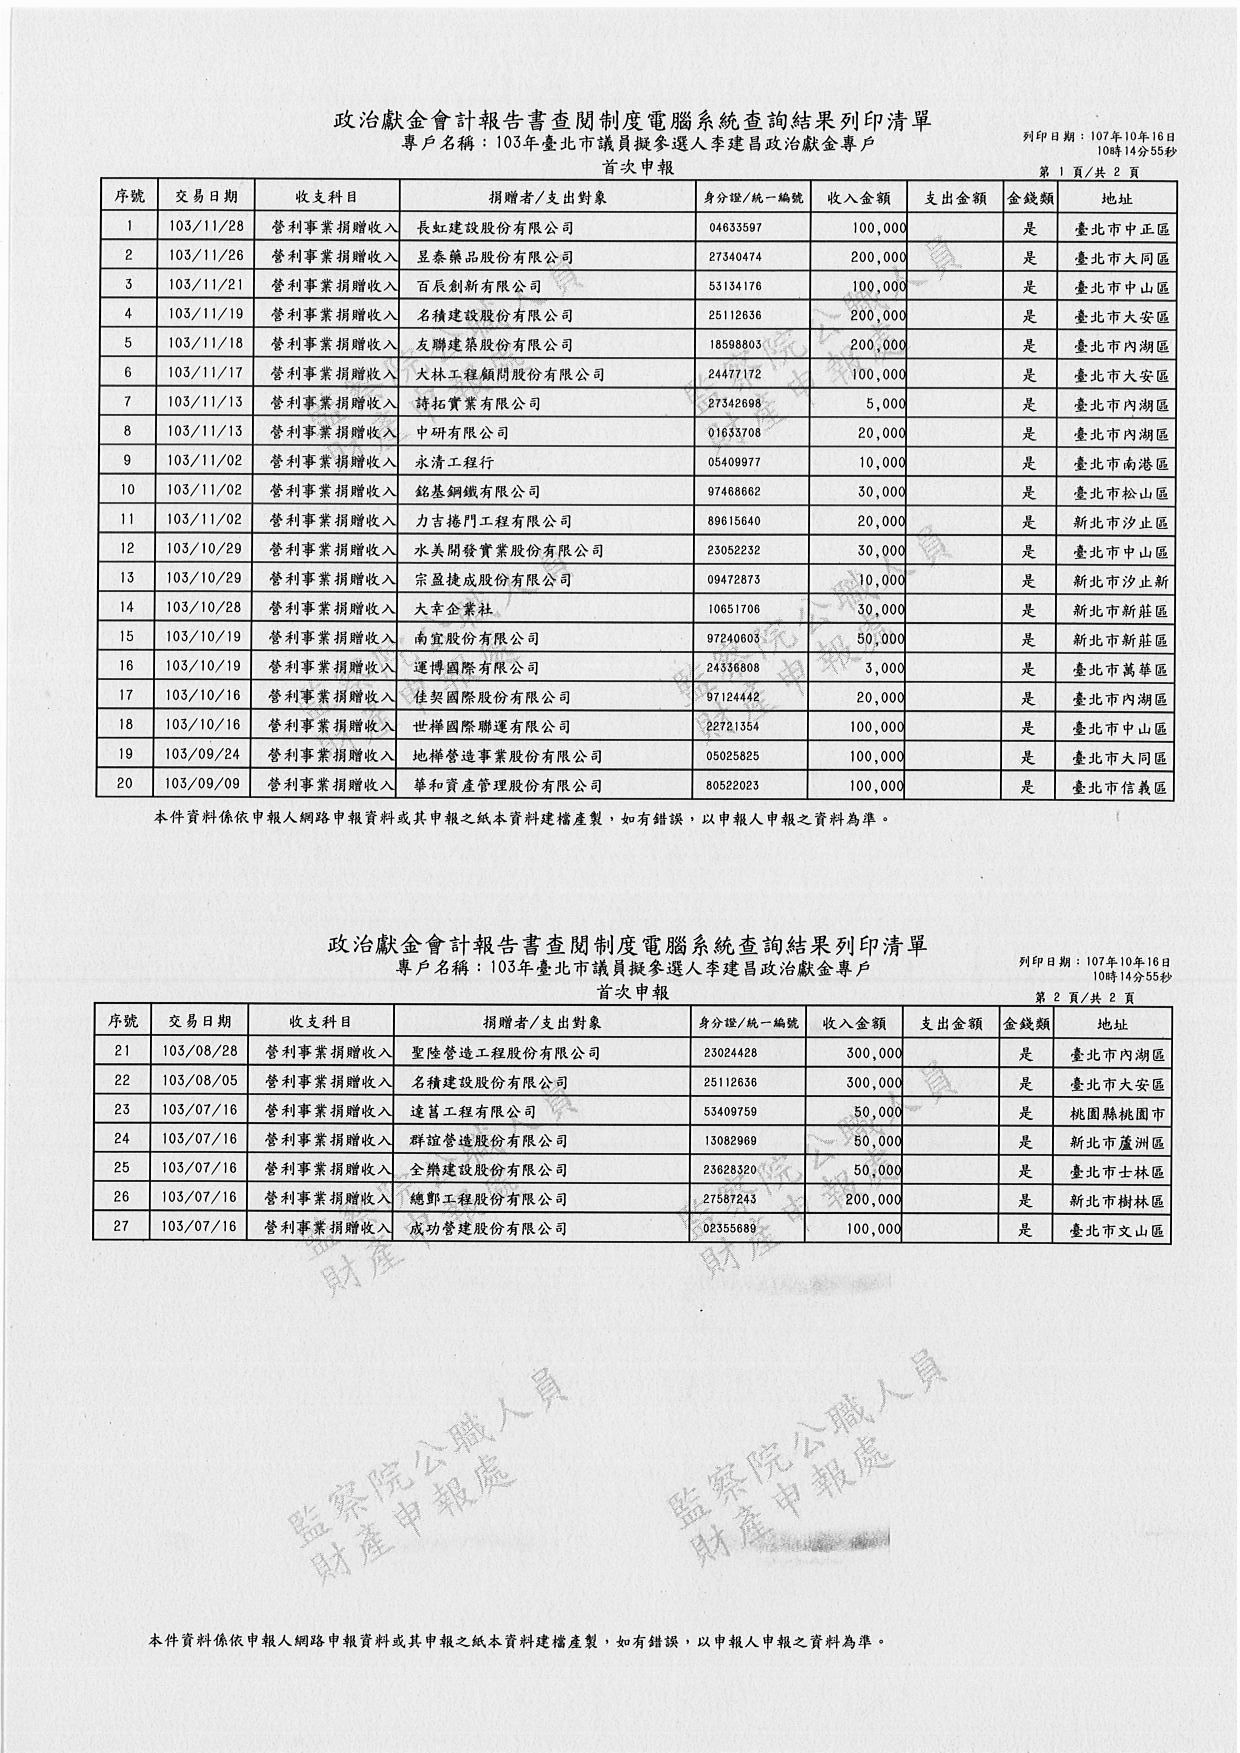 政治獻金會計報告書查閱制度電腦系統查詢結果列印清單
專戶名稱：103年臺北市議員擬參選人李建昌政治獻金專戶
首次申報
列印日期：107年10月16日
10時14分55秒
第 1 頁/共 2 頁
序號 交易日期 收支科目 捐贈者/支出對象 身分證/統一編號 收入金額 支出金額 金錢類 地址
1 103/11/28 營利事業捐贈收入 長虹建設股份有限公司 04633597 100,000 是 臺北市中正區
2 103/11/26 營利事業捐贈收入 昱泰藥品股份有限公司 27340474 200,000 是 臺北市大同區
3 103/11/21 營利事業捐贈收入 百辰創新有限公司 53134176 100,000 是 臺北市中山區
4 103/11/19 營利事業捐贈收入 名積建設股份有限公司 25112636 200,000 是 臺北市大安區
5 103/11/18 營利事業捐贈收入 友聯建築股份有限公司 18598803 200,000 是 臺北市內湖區
6 103/11/17 營利事業捐贈收入 大林工程顧問股份有限公司 24477172 100,000 是 臺北市大安區
7 103/11/13 營利事業捐贈收入 詩拓實業有限公司 27342698 5,000 是 臺北市內湖區
8 103/11/13 營利事業捐贈收入 中研有限公司 01633708 20,000 是 臺北市內湖區
9 103/11/02 營利事業捐贈收入 永清工程行 05409977 10,000 是 臺北市南港區
10 103/11/02 營利事業捐贈收入 銘基鋼鐵有限公司 97468662 30,000 是 臺北市松山區
11 103/11/02 營利事業捐贈收入 力吉捲門工程有限公司 89615640 20,000 是 新北市汐止區
12 103/10/29 營利事業捐贈收入 水美開發實業股份有限公司 23052232 30,000 是 臺北市中山區
13 103/10/29 營利事業捐贈收入 宗盈捷成股份有限公司 09472873 10,000 是 新北市汐止新
14 103/10/28 營利事業捐贈收入 大幸企業社 10651706 30,000 是 新北市新莊區
15 103/10/19 營利事業捐贈收入 南宜股份有限公司 97240603 50,000 是 新北市新莊區
16 103/10/19 營利事業捐贈收入 運博國際有限公司 24336808 3,000 是 臺北市萬華區
17 103/10/16 營利事業捐贈收入 佳契國際股份有限公司 97124442 20,000 是 臺北市內湖區
18 103/10/16 營利事業捐贈收入 世樺國際聯運有限公司 22721354 100,000 是 臺北市中山區
19 103/09/24 營利事業捐贈收入 地樺營造事業股份有限公司 05025825 100,000 是 臺北市大同區
20 103/09/09 營利事業捐贈收入 華和資產管理股份有限公司 80522023 100,000 是 臺北市信義區
本件資料係依申報人網路申報資料或其申報之紙本資料建檔產製，如有錯誤，以申報人申報之資料為準。
監察院公職人員
財產申報處
政治獻金會計報告書查閱制度電腦系統查詢結果列印清單
專戶名稱：103年臺北市議員擬參選人李建昌政治獻金專戶
首次申報
列印日期：107年10月16日
10時14分55秒
第 2 頁/共 2 頁
序號 交易日期 收支科目 捐贈者/支出對象 身分證/統一編號 收入金額 支出金額 金錢類 地址
21 103/08/28 營利事業捐贈收入 聖陸營造工程股份有限公司 23024428 300,000 是 臺北市內湖區
22 103/08/05 營利事業捐贈收入 名積建設股份有限公司 25112636 300,000 是 臺北市大安區
23 103/07/16 營利事業捐贈收入 達菖工程有限公司 53409759 50,000 是 桃園縣桃園市
24 103/07/16 營利事業捐贈收入 群誼營造股份有限公司 13082969 50,000 是 新北市蘆洲區
25 103/07/16 營利事業捐贈收入 全樂建設股份有限公司 23628320 50,000 是 臺北市士林區
26 103/07/16 營利事業捐贈收入 總鄷工程股份有限公司 27587243 200,000 是 新北市樹林區
27 103/07/16 營利事業捐贈收入 成功營建股份有限公司 02355689 100,000 是 臺北市文山區
監察院公職人員
財產申報處
監察院公職人員
財產申報處
本件資料係依申報人網路申報資料或其申報之紙本資料建檔產製，如有錯誤，以申報人申報之資料為準。